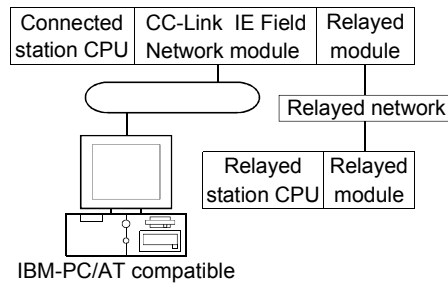 Connected station CPU
CC-Link IE Field Network module
Relayed module
Relayed network
Relayed station CPU
Relayed module
IBM-PC/AT compatible